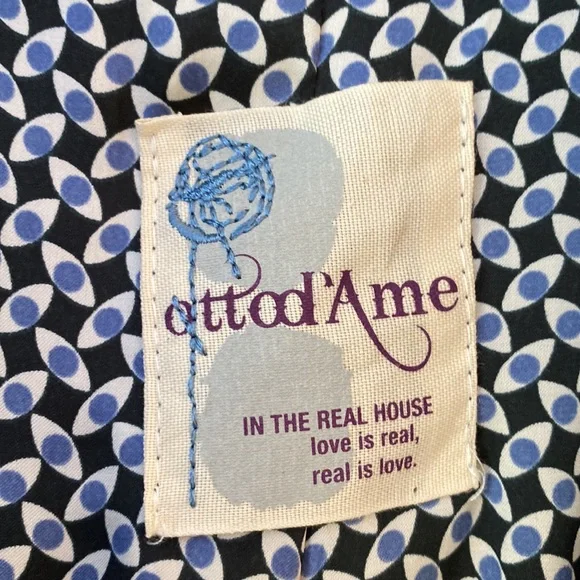 ottod'Ame
IN THE REAL HOUSE
love is real,
real is love.